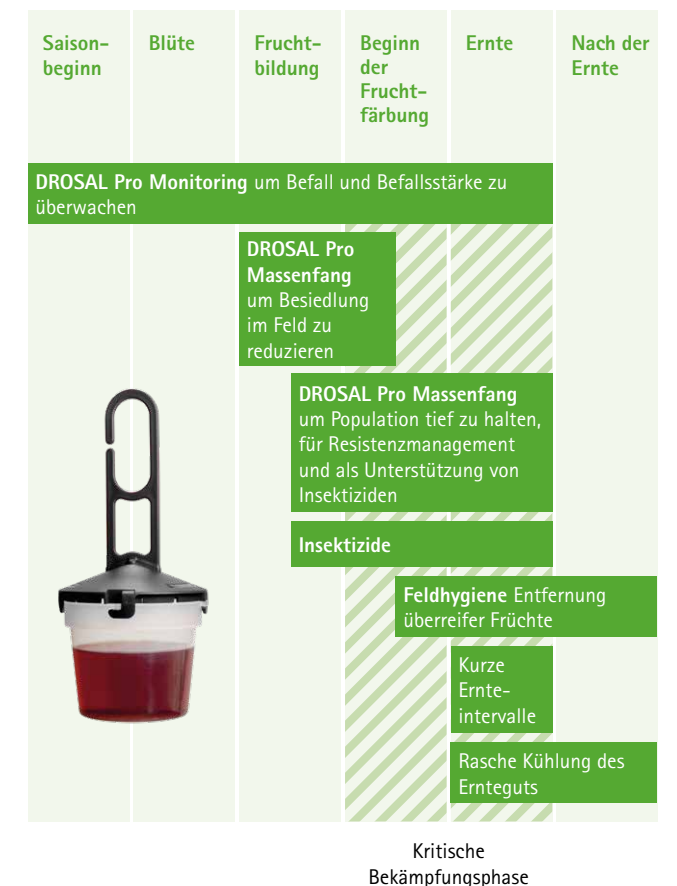 Saison-
beginn
Blüte
Frucht-
bildung
Beginn
der
Frucht-
färbung
Ernte
Nach der
Ernte
DROSAL Pro Monitoring um Befall und Befallsstärke zu
überwachen
DROSAL Pro
Massenfang
um Besiedlung
im Feld zu
reduzieren
DROSAL Pro Massenfang
um Population tief zu halten,
für Resistenzmanagement
und als Unterstützung von
Insektiziden
Insektizide
Feldhygiene Entfernung
überreifer Früchte
Kurze
Ernte-
intervalle
Rasche Kühlung des
Ernteguts
Kritische
Bekämpfungsphase